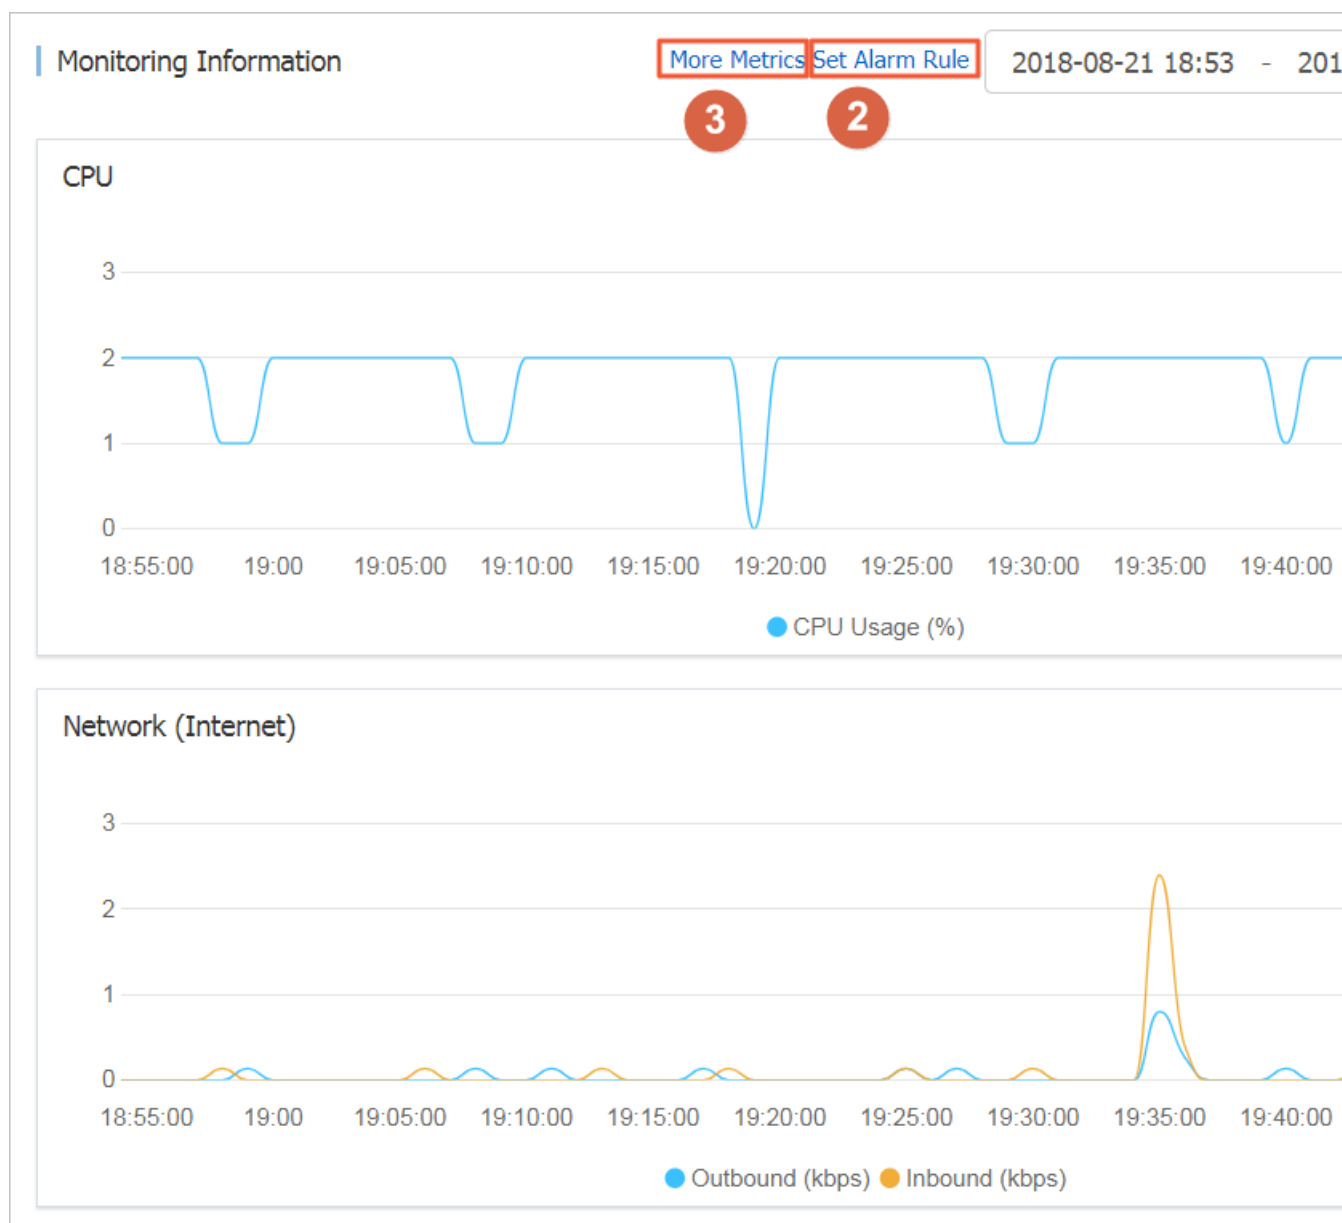 Monitoring Information More Metrics Set Alarm Rule 2018-08-21 18:53 - 201
3 2
CPU
3
2
1
0
18:55:00 19:00 19:05:00 19:10:00 19:15:00 19:20:00 19:25:00 19:30:00 19:35:00 19:40:00
CPU Usage (%)
Network (Internet)
3
2
1
0
18:55:00 19:00 19:05:00 19:10:00 19:15:00 19:20:00 19:25:00 19:30:00 19:35:00 19:40:00
Outbound (kbps) Inbound (kbps)